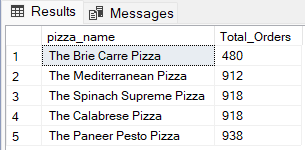 Results Messages
pizza_name Total_Orders
1 The Brie Carre Pizza 480
2 The Mediterranean Pizza 912
3 The Spinach Supreme Pizza 918
4 The Calabrese Pizza 918
5 The Paneer Pesto Pizza 938